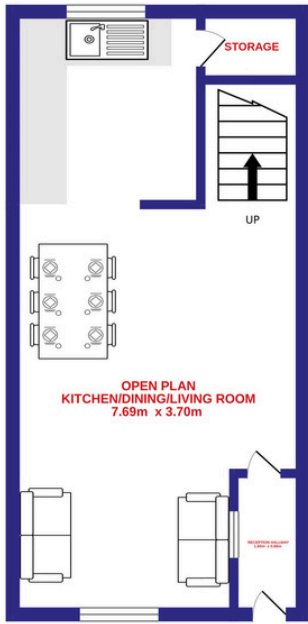 STORAGE
UP
OPEN PLAN
KITCHEN/DINING/LIVING ROOM
7.69m x 3.70m
RECEPTION HALLWAY